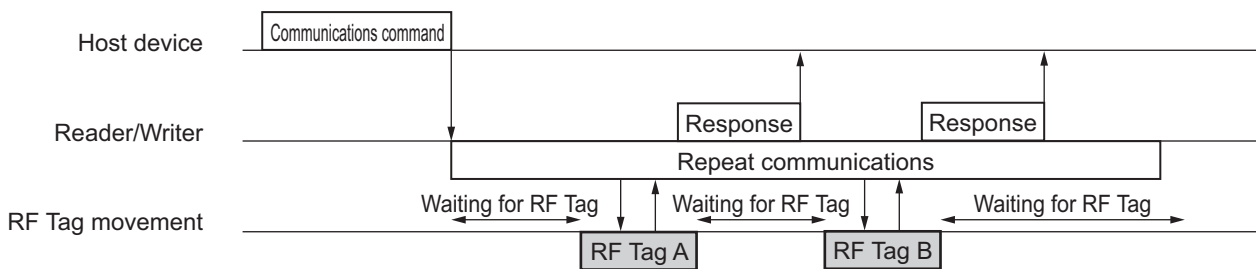 Communications command
Host device
Response
Response
Reader/Writer
Repeat communications
Waiting for RF Tag
Waiting for RF Tag
Waiting for RF Tag
RF Tag movement
RF Tag A
RF Tag B